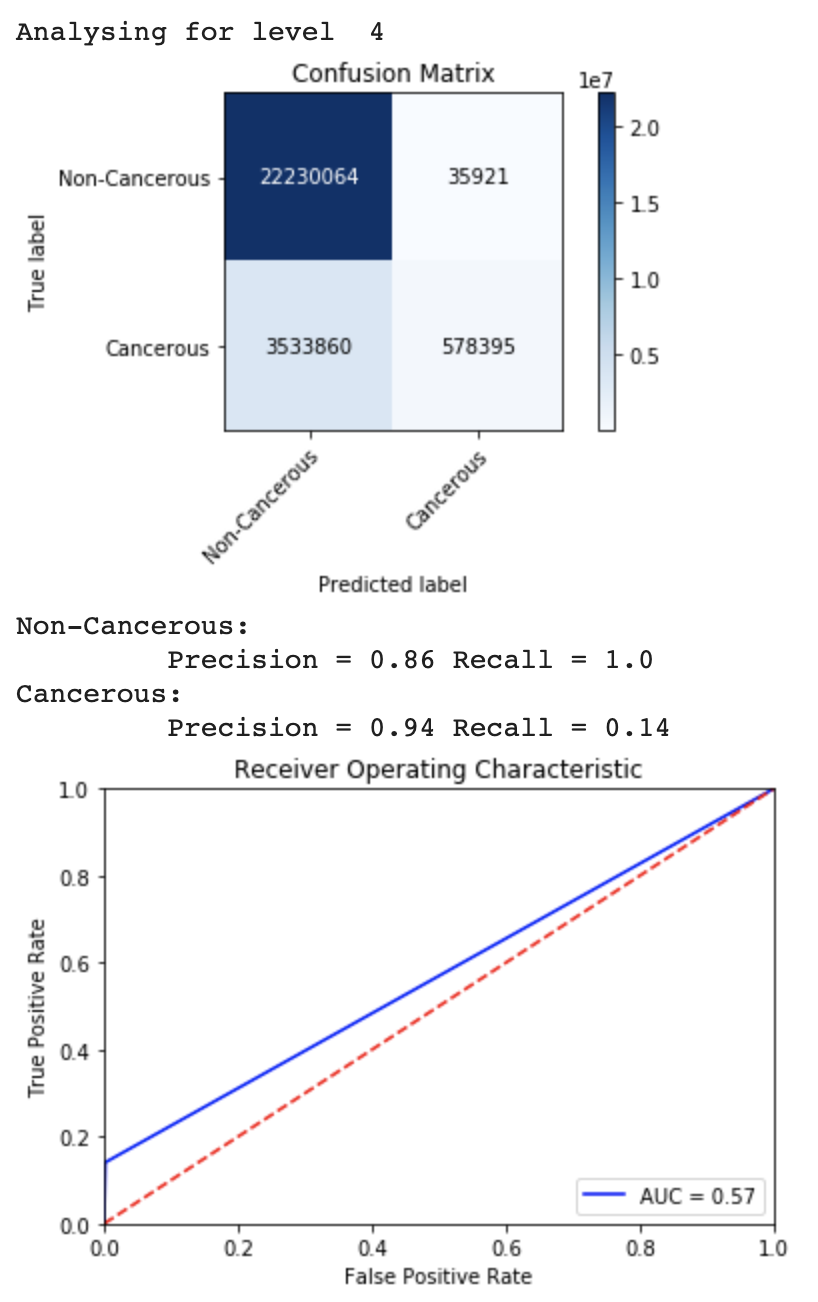 Analysing for level  4
Confusion Matrix
1e7
Non-Cancerous 22230064 35921
Cancerous 3533860 578395
2.0
1.5
1.0
0.5
True label
Non-Cancerous Cancerous
Predicted label
Non-Cancerous:
Precision = 0.86 Recall = 1.0
Cancerous:
Precision = 0.94 Recall = 0.14
Receiver Operating Characteristic
1.0
0.8
0.6
0.4
0.2
0.0
True Positive Rate
AUC = 0.57
0.0 0.2 0.4 0.6 0.8 1.0
False Positive Rate